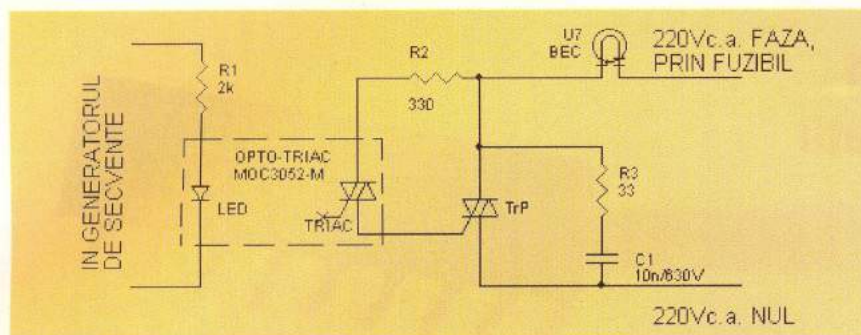 U7
BEC
220Vc.a. FAZA,
PRIN FUZIBIL
R2
330
R1
2k
IN GENERATORUL
DE SECVENTE
OPTO-TRIAC
MOC3052-M
LED
TRIAC
TrP
R3
33
C1
10n/630V
220Vc.a. NUL